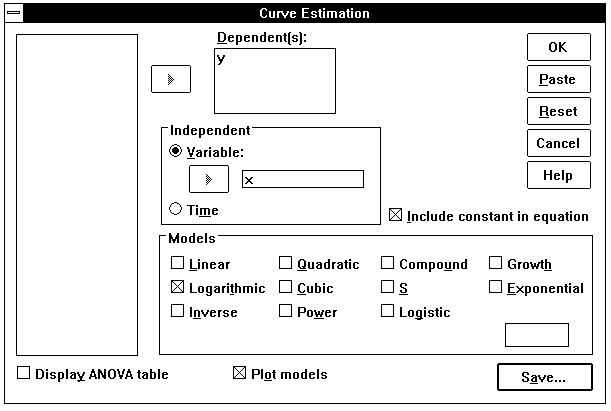 Curve Estimation
Dependent(s):
y
OK
Paste
Reset
Cancel
Help
Independent
Variable:
x
Time
Include constant in equation
Models
Linear Quadratic Compound Growth
Logarithmic Cubic S Exponential
Inverse Power Logistic
Display ANOVA table Plot models Save...